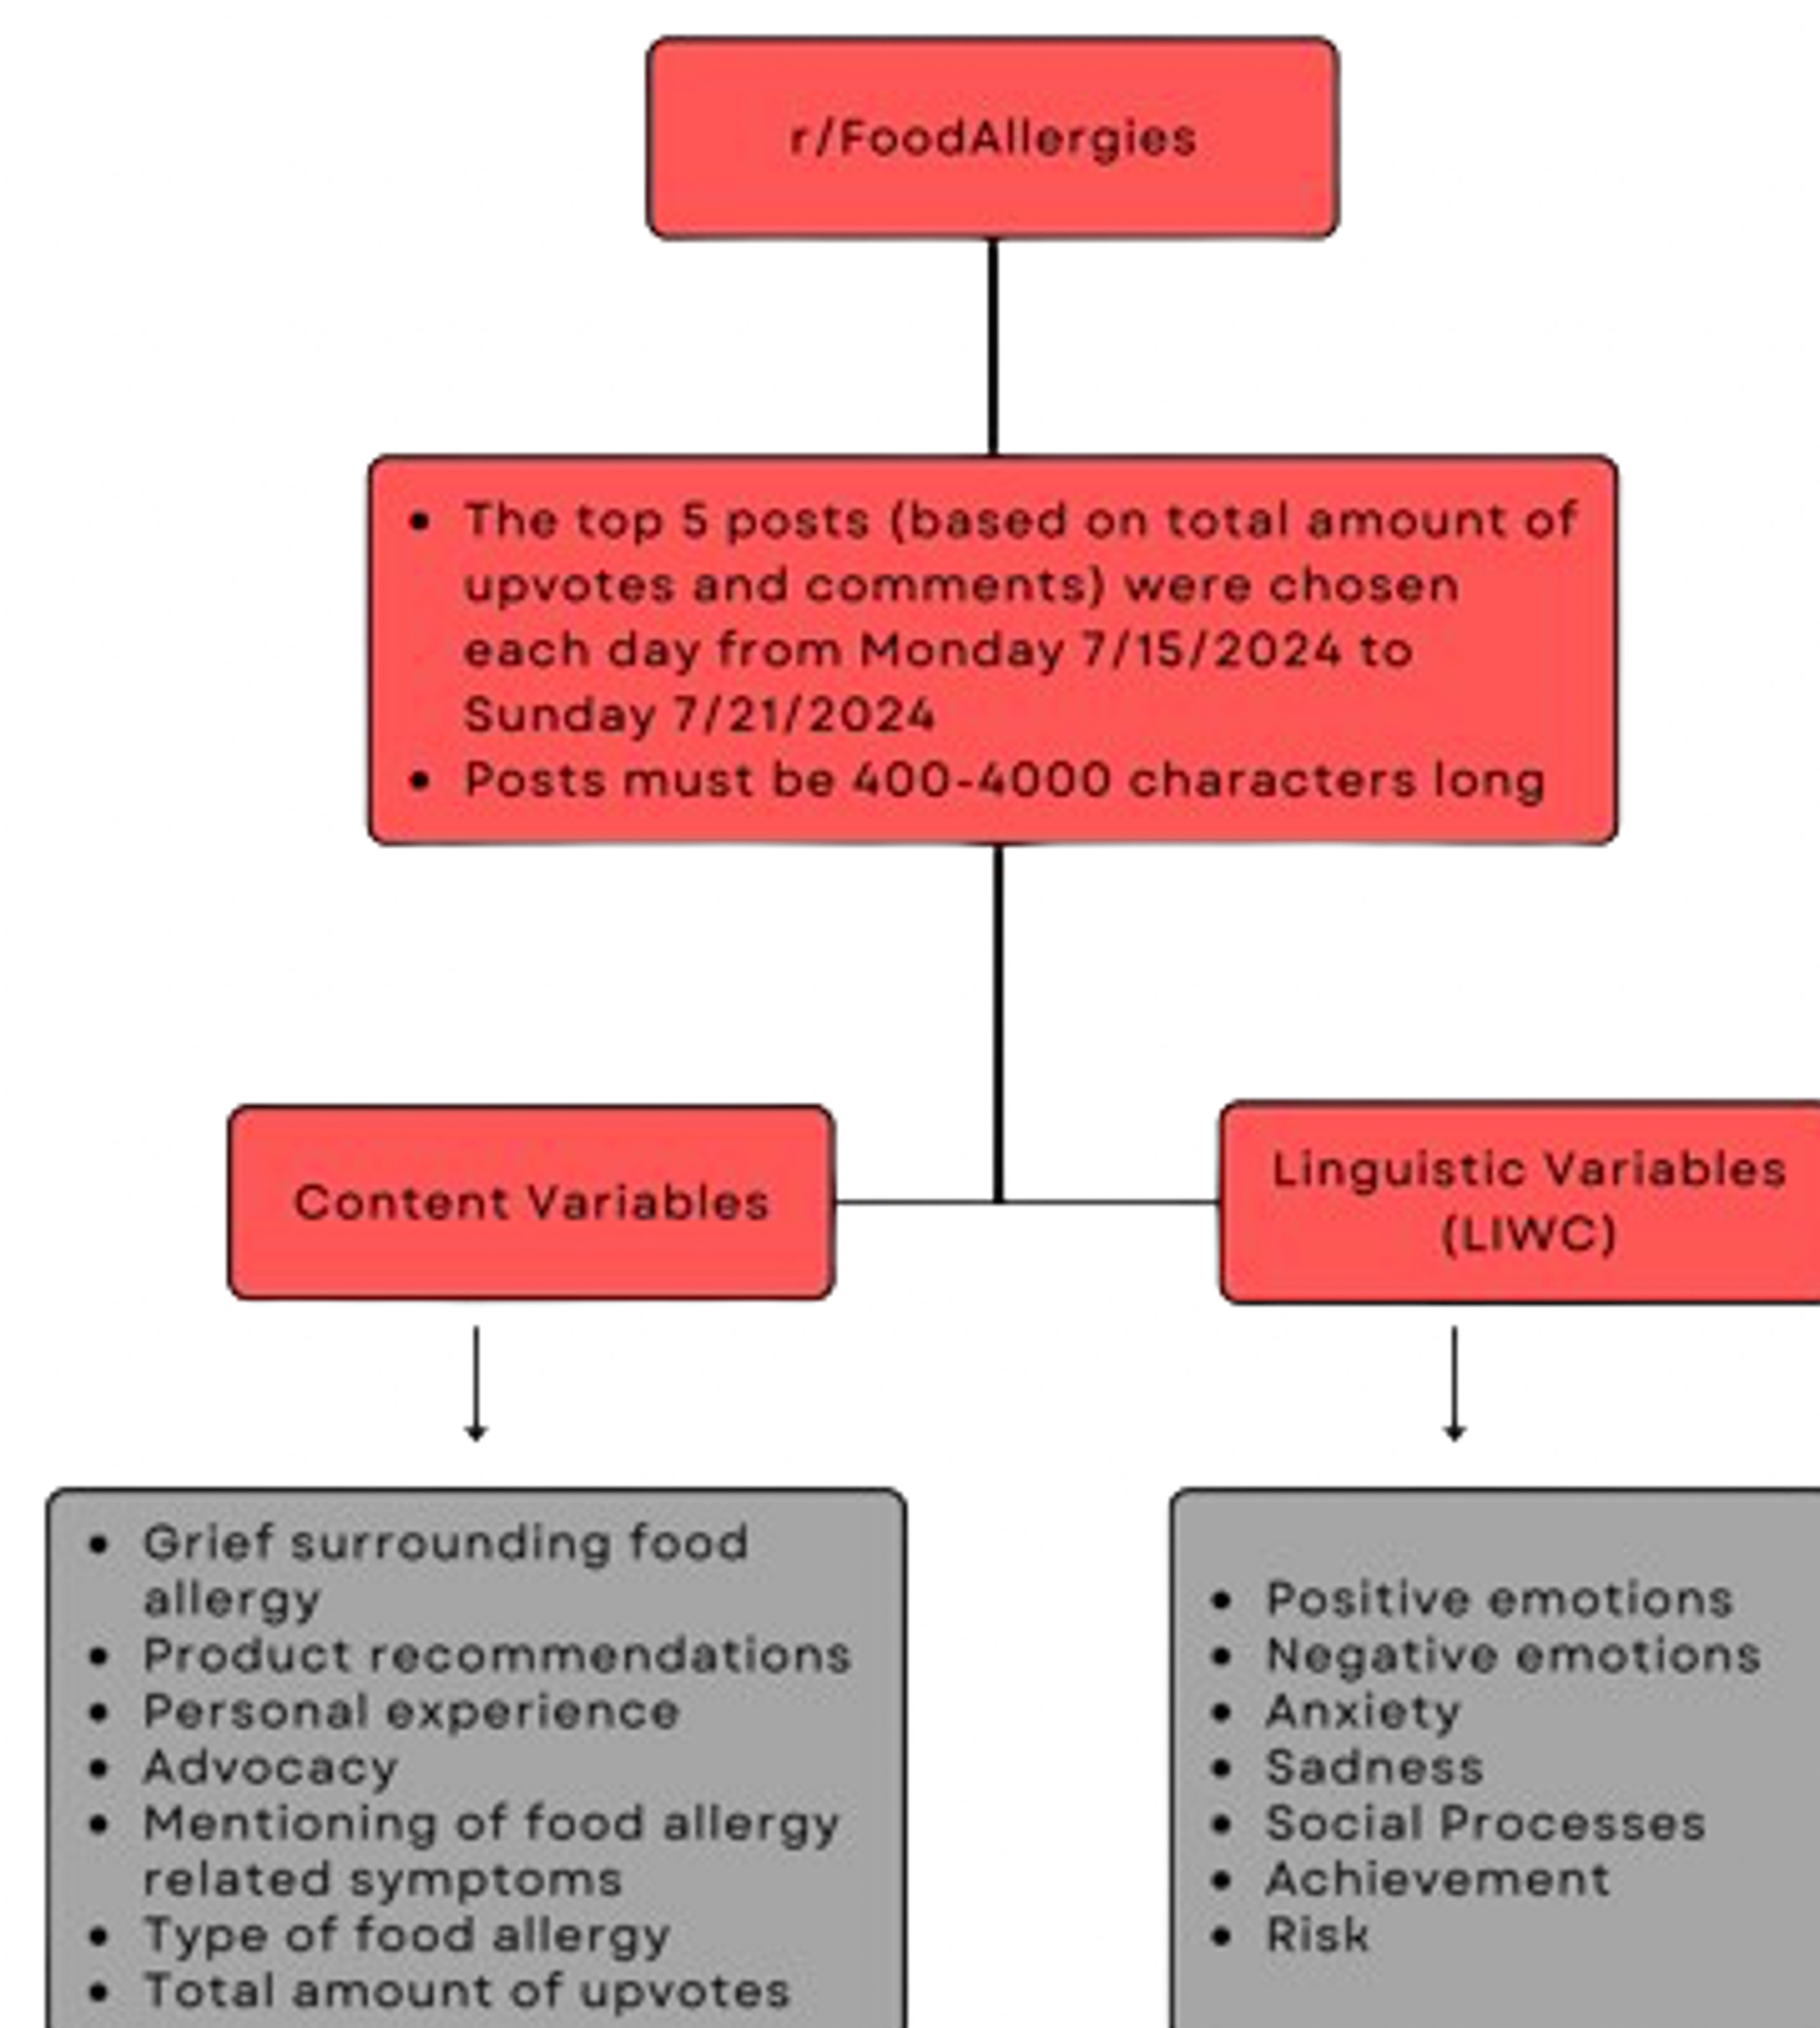 r/FoodAllergies
• The top 5 posts (based on total amount of
upvotes and comments) were chosen
each day from Monday 7/15/2024 to
Sunday 7/21/2024
• Posts must be 400-4000 characters long
Content Variables
Linguistic Variables
(LIWC)
• Grief surrounding food
allergy
• Product recommendations
• Personal experience
• Advocacy
• Mentioning of food allergy
related symptoms
• Type of food allergy
• Total amount of upvotes
• Positive emotions
• Negative emotions
• Anxiety
• Sadness
• Social Processes
• Achievement
• Risk